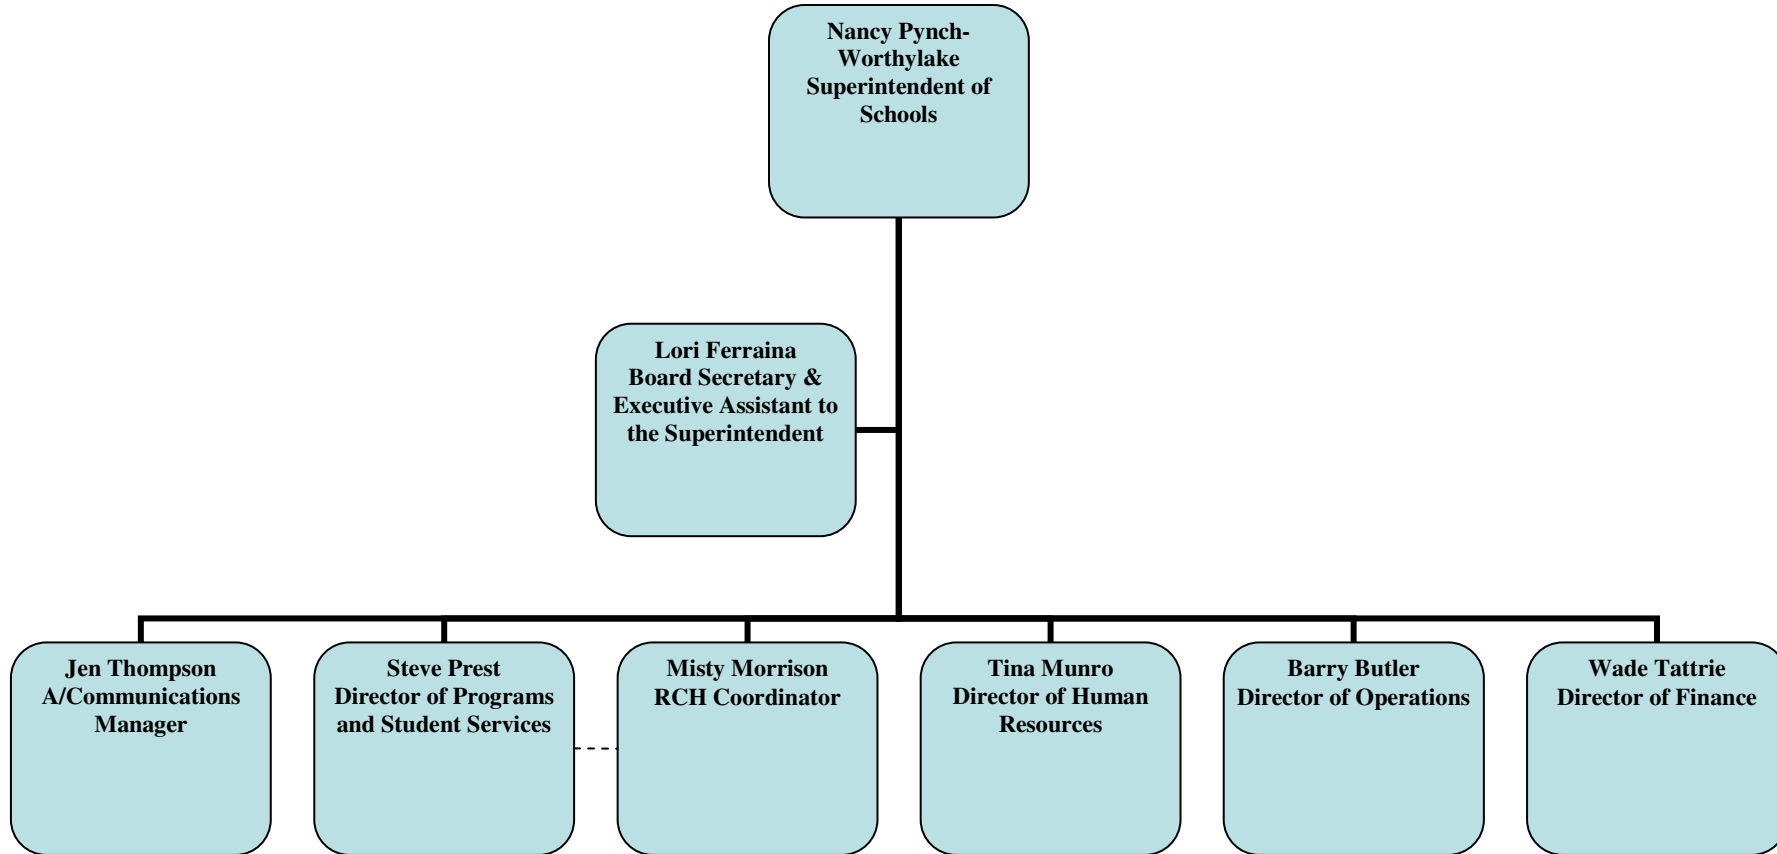 Nancy Pynch-
Worthylake
Superintendent of
Schools
Lori Ferraina
Board Secretary &
Executive Assistant to
the Superintendent
Jen Thompson
A/Communications
Manager
Steve Prest
Director of Programs
and Student Services
Misty Morrison
RCH Coordinator
Tina Munro
Director of Human
Resources
Barry Butler
Director of Operations
Wade Tattrie
Director of Finance